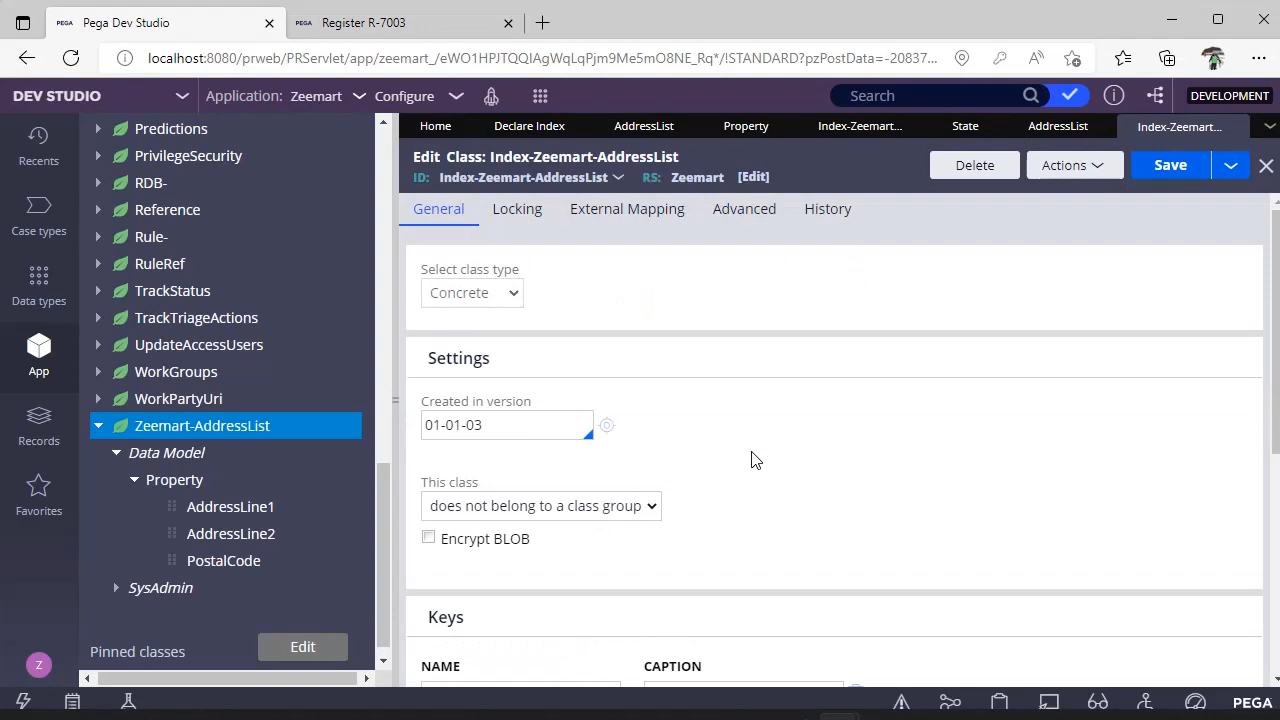 PEGA Pega Dev Studio
PEGA Register R-7003
localhost:8080/prweb/PRServlet/app/zeemart_/eWO1HPJTQQIAgWqLqPjm9Me5mO8NE_Rq*/!STANDARD?pzPostData=-20837...
DEV STUDIO
Application: Zeemart
Configure
Search
DEVELOPMENT
Recents
Case types
Data types
App
Records
Favorites
Z
Predictions
PrivilegeSecurity
RDB-
Reference
Rule-
RuleRef
TrackStatus
TrackTriageActions
UpdateAccessUsers
WorkGroups
WorkPartyUri
Zeemart-AddressList
Data Model
Property
AddressLine1
AddressLine2
PostalCode
SysAdmin
Pinned classes
Edit
Home
Declare Index
AddressList
Property
Index-Zeemart...
State
AddressList
Index-Zeemart...
Edit Class: Index-Zeemart-AddressList
ID: Index-Zeemart-AddressList RS: Zeemart [Edit]
Delete
Actions
Save
General
Locking
External Mapping
Advanced
History
Select class type
Concrete
Settings
Created in version
01-01-03
This class
does not belong to a class group
Encrypt BLOB
Keys
NAME CAPTION
PEGA